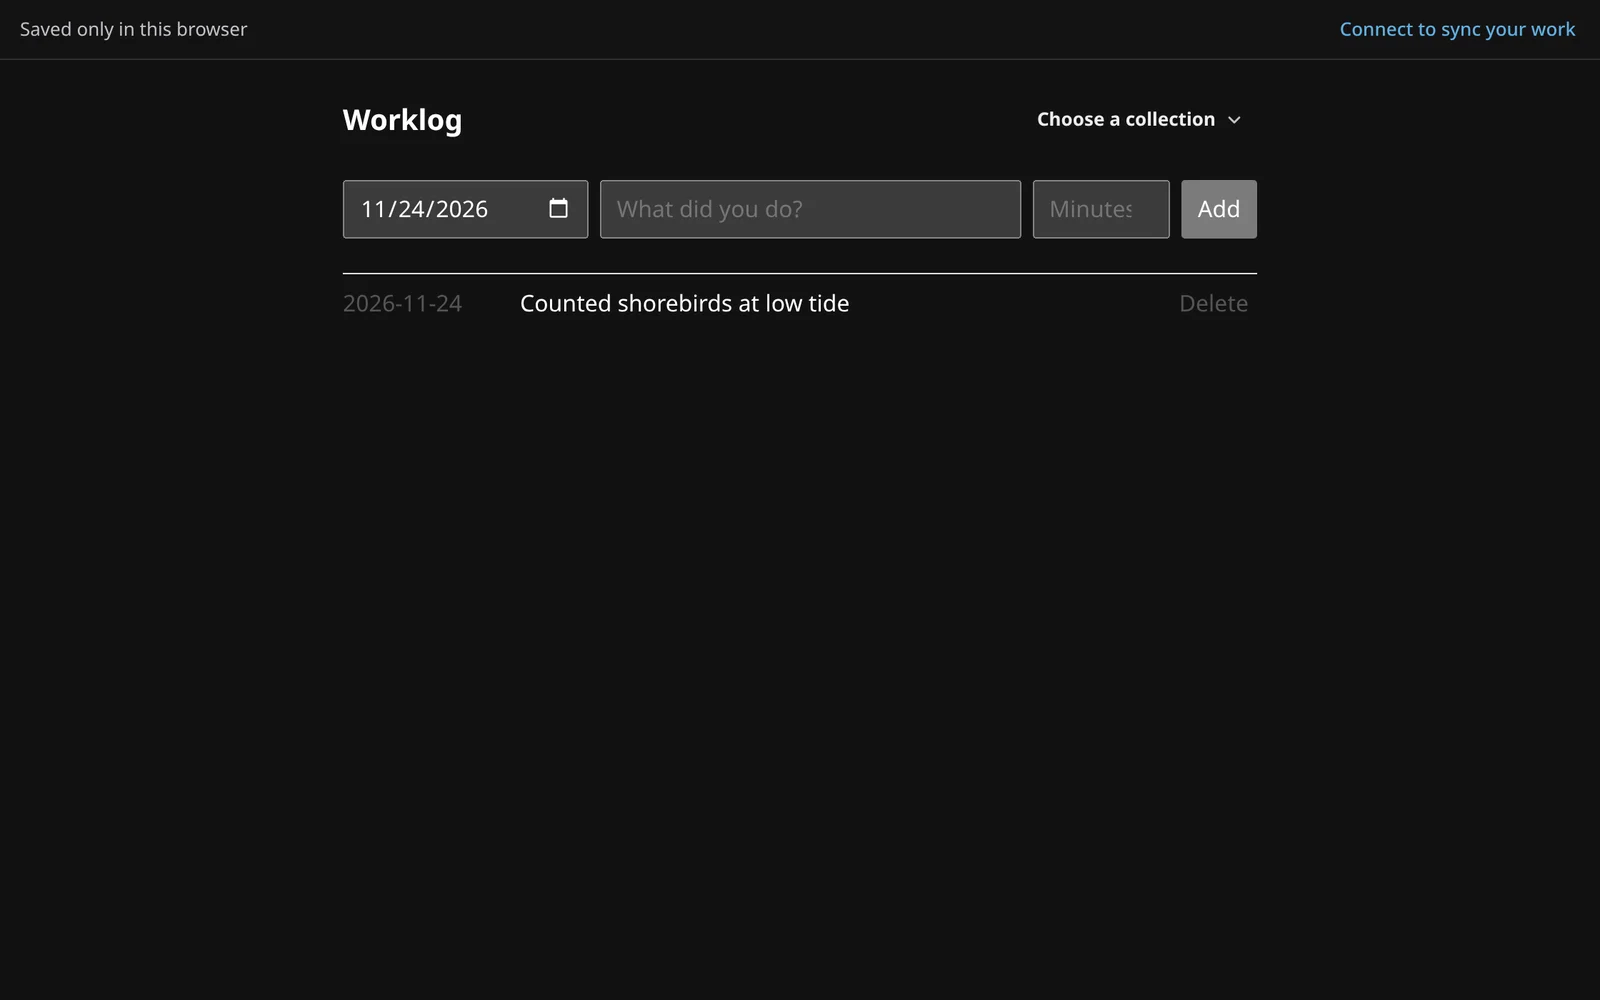 Saved only in this browser
Connect to sync your work
Worklog
Choose a collection
11/24/2026
What did you do?
Minutes
Add
2026-11-24
Counted shorebirds at low tide
Delete